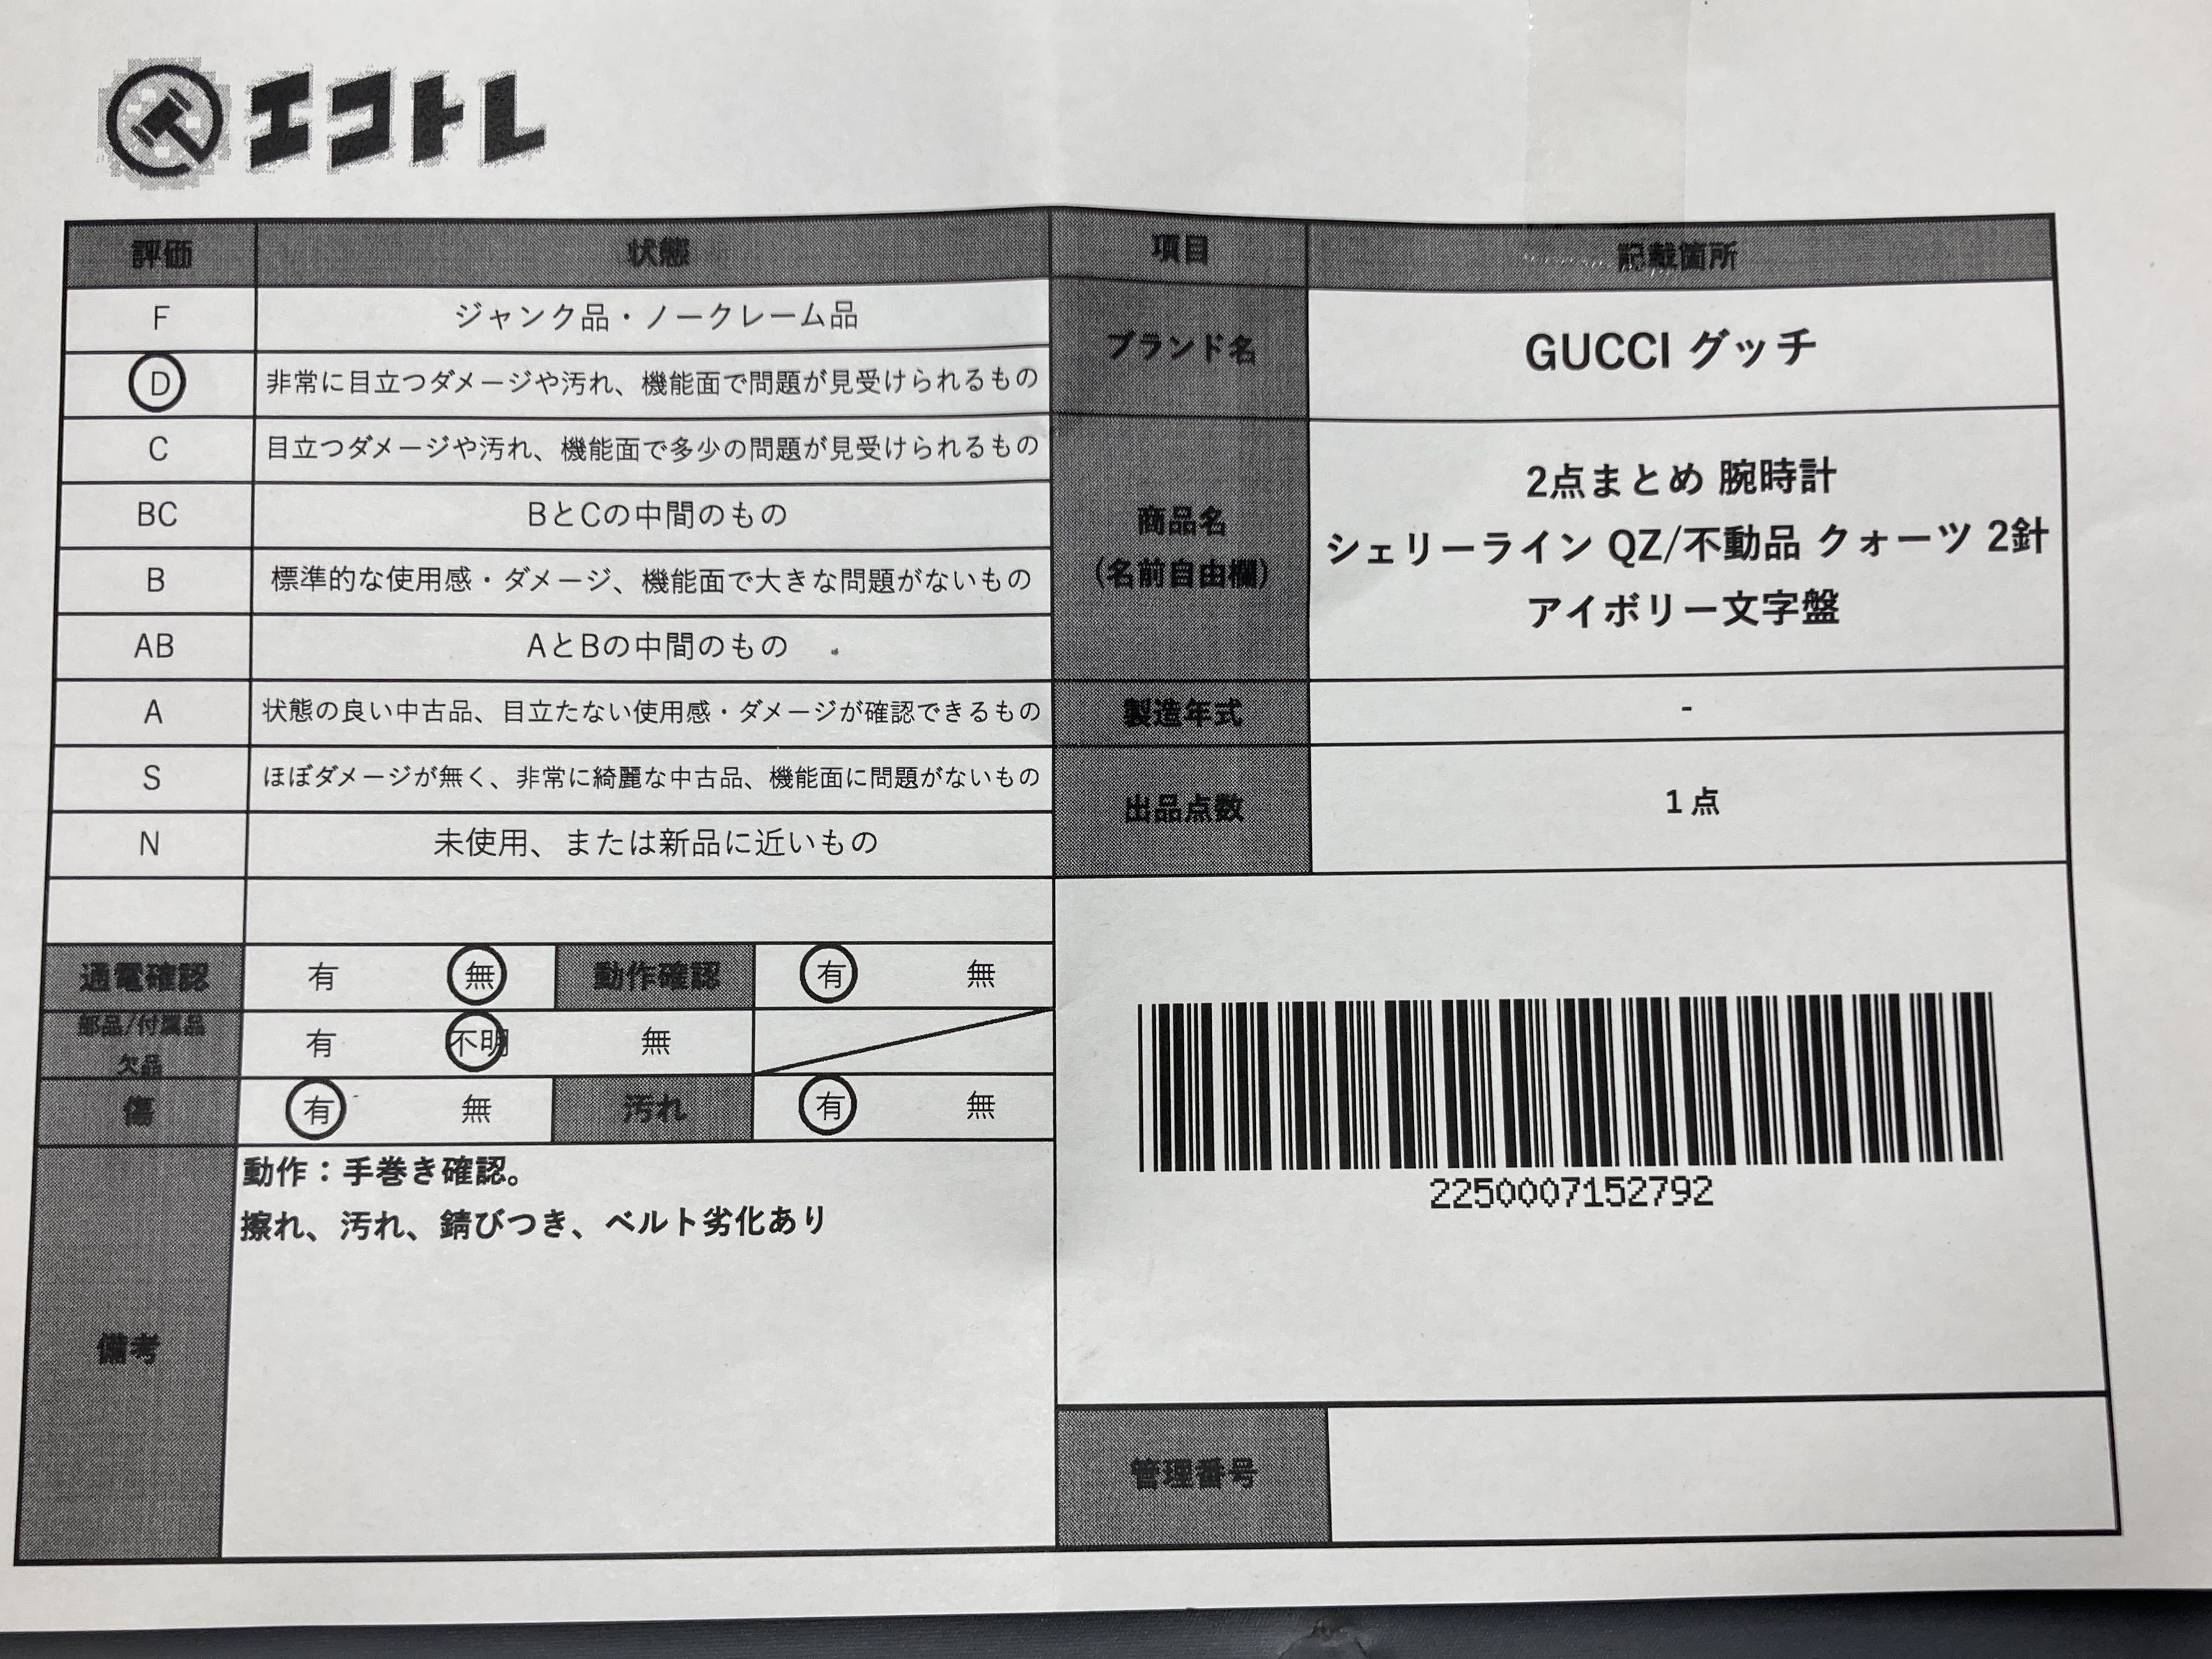 エコトレ
評価 状態 項目 記載箇所
F ジャンク品・ノークレーム品
D 非常に目立つダメージや汚れ、機能面で問題が見受けられるもの
C 目立つダメージや汚れ、機能面で多少の問題が見受けられるもの
BC BとCの中間のもの
B 標準的な使用感・ダメージ、機能面で大きな問題がないもの
AB AとBの中間のもの
A 状態の良い中古品、目立たない使用感・ダメージが確認できるもの
S ほぼダメージが無く、非常に綺麗な中古品、機能面に問題がないもの
N 未使用、または新品に近いもの
ブランド名 GUCCI グッチ
商品名
(名前自由欄)
2点まとめ 腕時計
シェリーライン QZ/不動品 クォーツ 2針
アイボリー文字盤
製造年式 -
出品点数 1点
通電確認 有 無 動作確認 有 無
部品/付属品
欠品
有 不明 無
傷 有 無 汚れ 有 無
備考
動作：手巻き確認。
擦れ、汚れ、錆びつき、ベルト劣化あり
2250007152792
管理番号